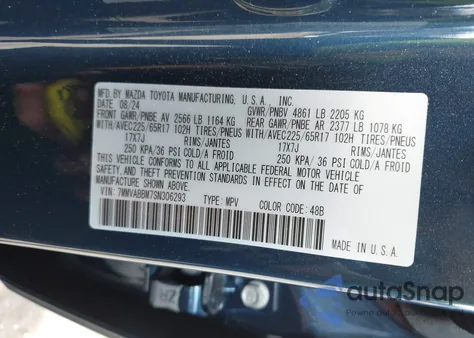 MFD. BY MAZDA TOYOTA MANUFACTURING, U.S.A., INC.
08/24 GVWR/PNBV 4861 LB 2205 KG
FRONT GAWR/PNBE AV 2566 LB 1164 KG REAR GAWR/PNBE AR 2377 LB 1078 KG
WITH/AVEC225/65R17 102H TIRES/PNEUS WITH/AVEC225/65R17 102H TIRES/PNEUS
17X7J RIMS/JANTES 17X7J RIMS/JANTES
250 KPA/36 PSI COLD/A FROID 250 KPA/36 PSI COLD/A FROID
THIS VEHICLE CONFORMS TO ALL APPLICABLE FEDERAL MOTOR VEHICLE SAFETY, BUMPER,
AND THEFT PREVENTION STANDARDS IN EFFECT ON THE DATE OF MANUFACTURE SHOWN
ABOVE.
VIN: 7MMVABBM7SN306293 TYPE: MPV COLOR CODE: 48B
MADE IN U.S.A.
autoSnap